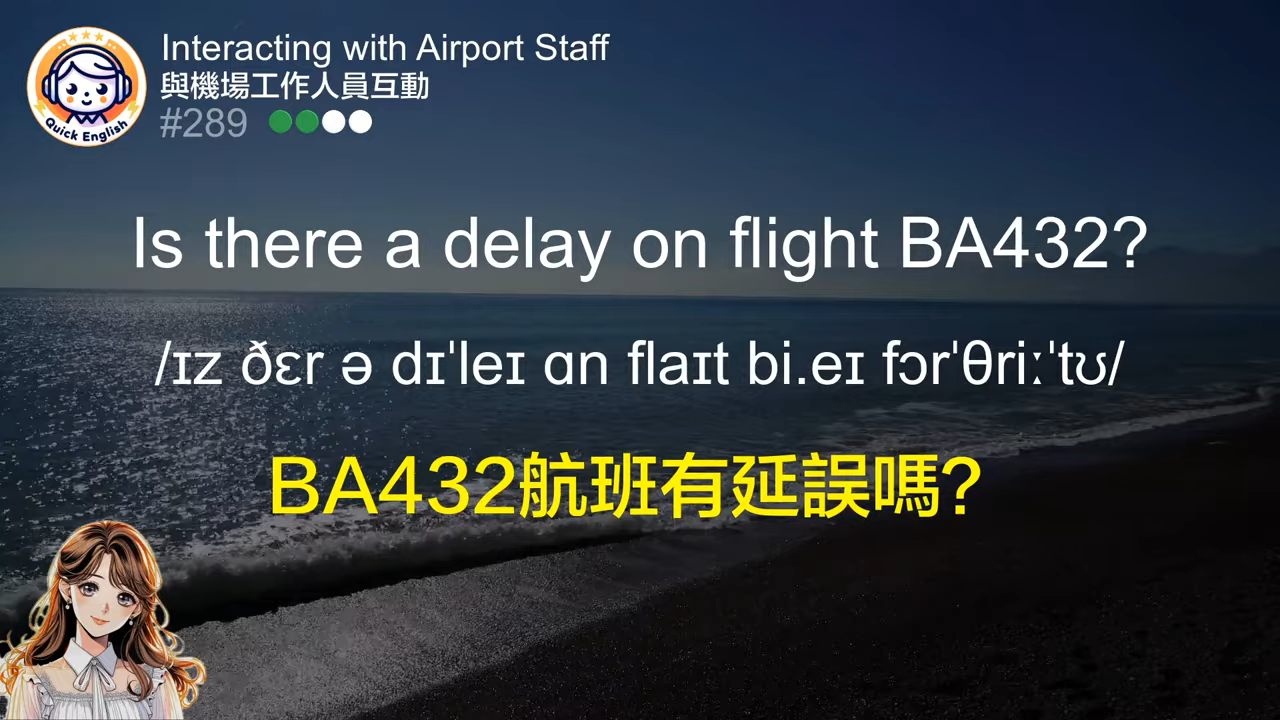 Quick English
Interacting with Airport Staff
與機場工作人員互動
#289
Is there a delay on flight BA432?
/ɪz ðɛr ə dɪˈleɪ ɑn flaɪt bi.eɪ fɔrˈθriːˈtʊ/
BA432航班有延誤嗎?